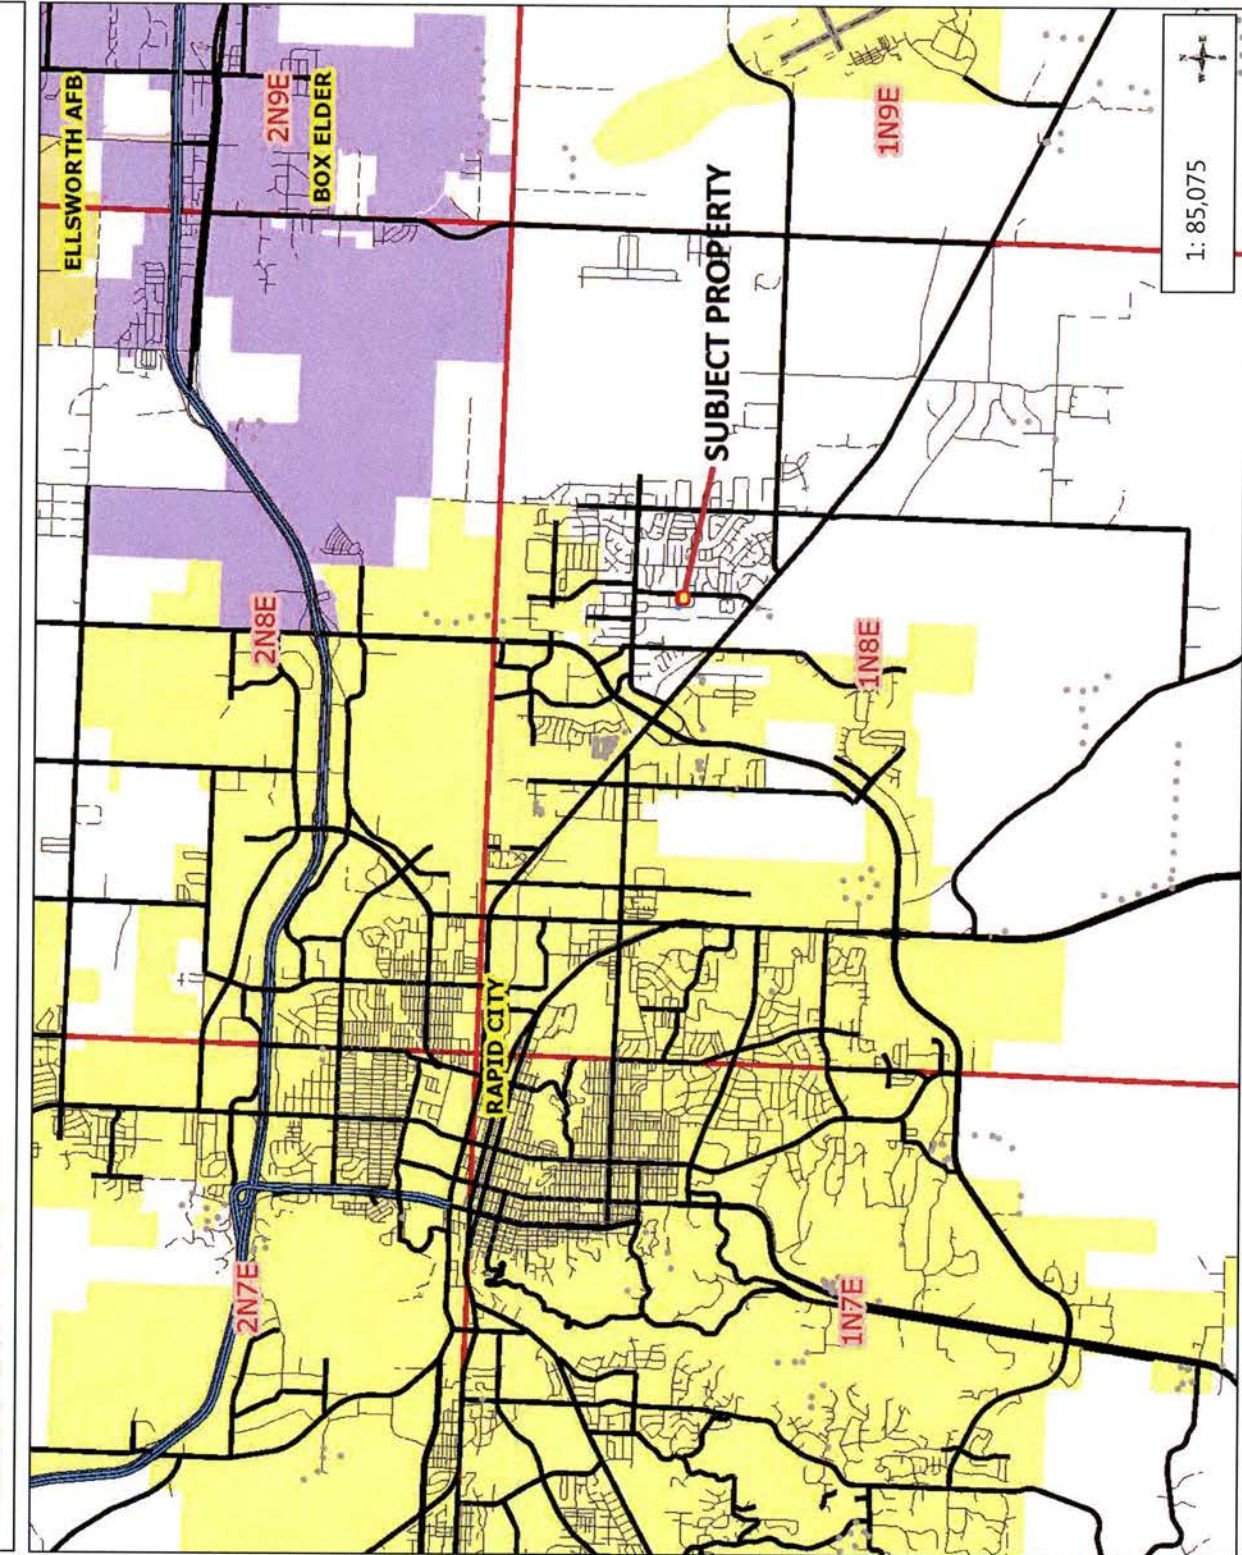 ELLSWORTH AFB
2N7E
2N8E
2N9E
BOX ELDER
RAPID CITY
SUBJECT PROPERTY
1N7E
1N8E
1N9E
N
W
E
S
1: 85,075